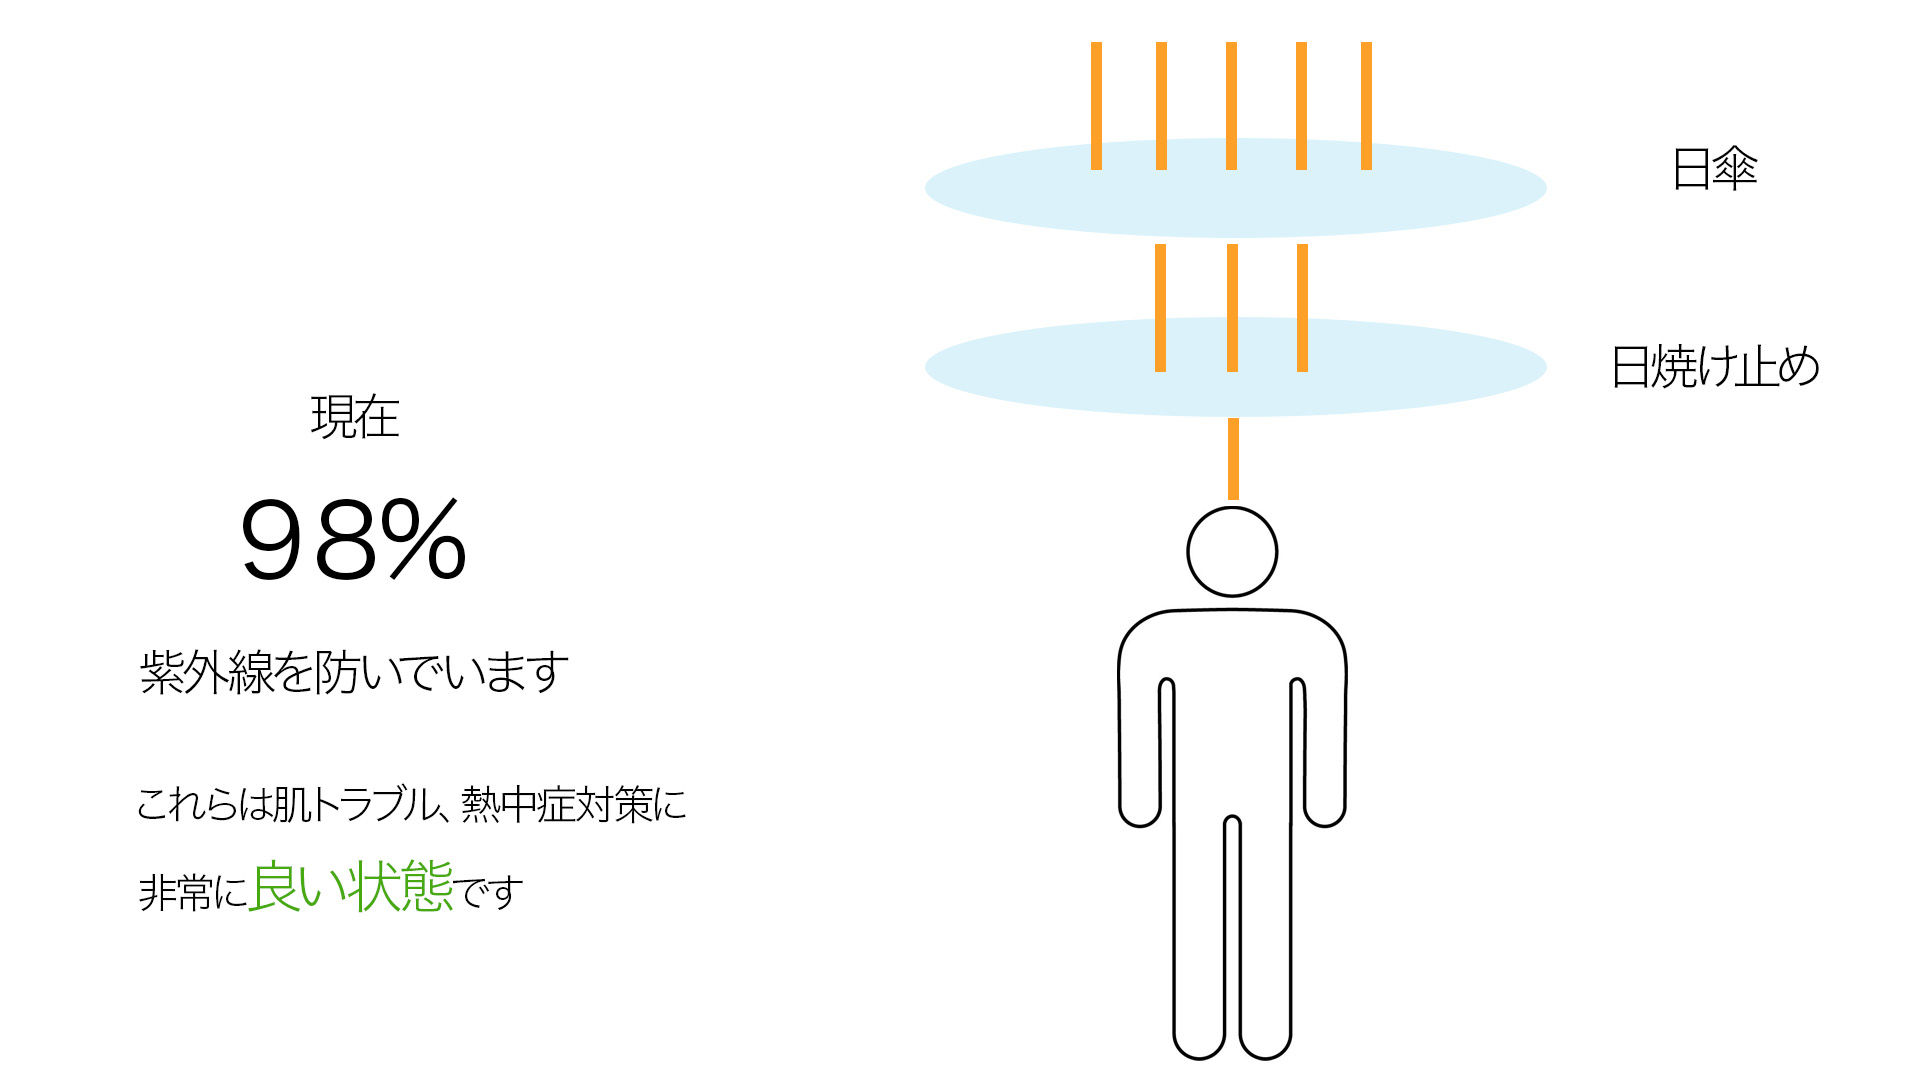 日傘
日焼け止め
現在
98%
紫外線を防いでいます
これらは肌トラブル、熱中症対策に
非常に良い状態です